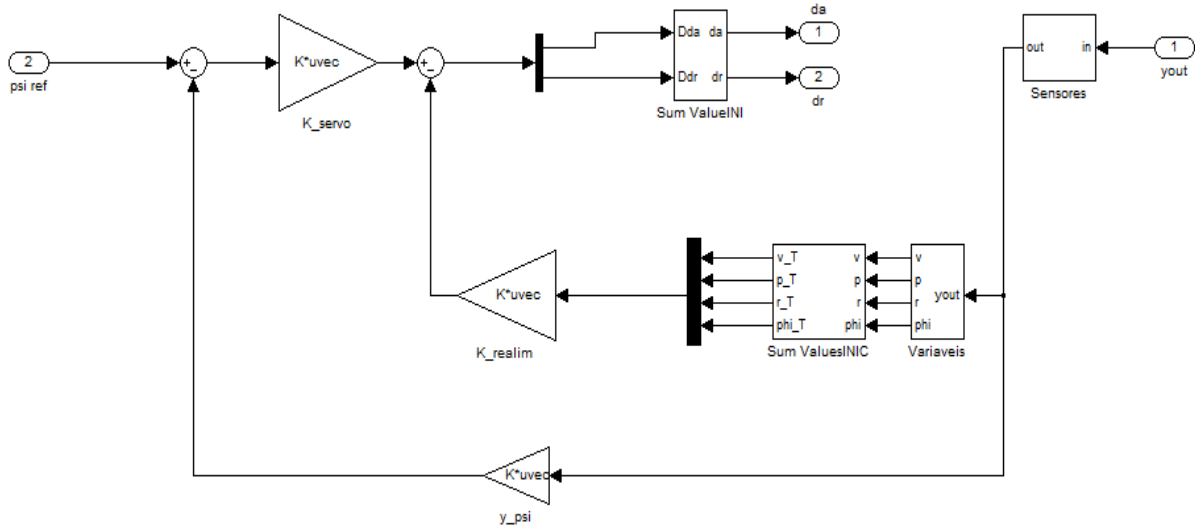 da
1
Dda da
Ddr dr
2
dr
Sum ValueINI
2
psi ref
+
−
K*uvec
K_servo
+
−
out in
Sensores
1
yout
K*uvec
K_realim
v_T v
p_T p
r_T r
phi_T phi
Sum ValuesINIC
v
p
yout
r
phi
Variaveis
K*uvec
y_psi